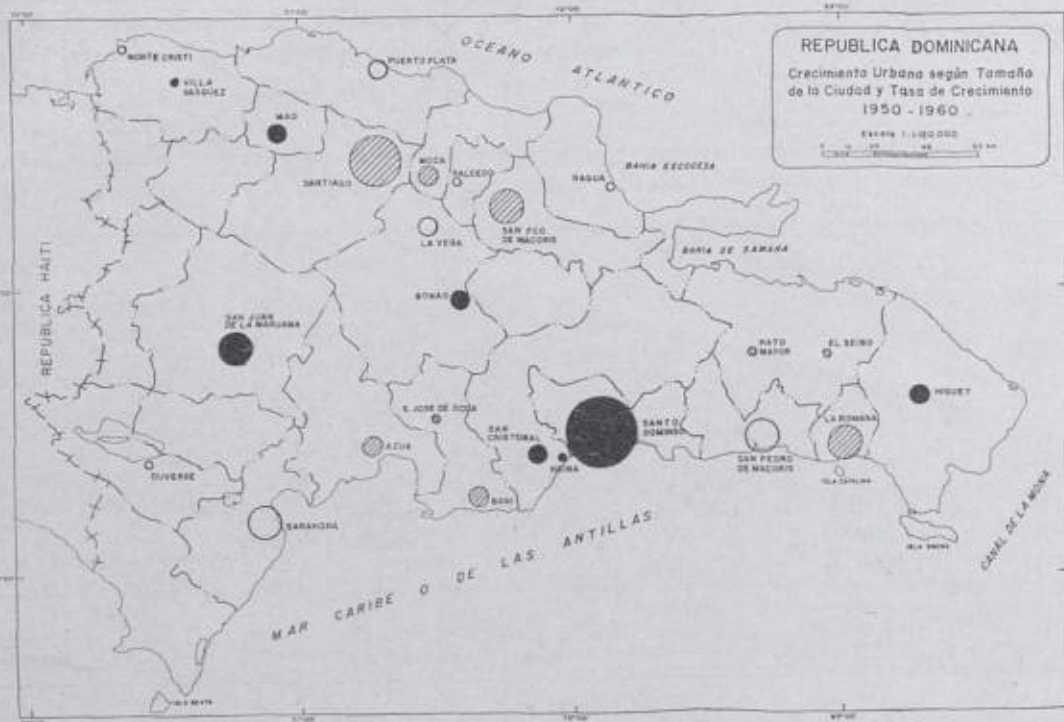 REPUBLICA DOMINICANA
Crecimiento Urbano según Tamaño
de la Ciudad y Tasa de Crecimiento
1950 - 1960
OCEANO ATLANTICO
MONTE CRISTI
PUERTO PLATA
VILLA
VASQUEZ
MAO
SANTIAGO
MOCA
SALCEDO
NAGUA
BAHIA ESCOCESA
SAN FCO
DE MACORIS
LA VEGA
BAHIA DE SAMANA
REPUBLICA HAITI
BONAO
SAN JUAN
DE LA MAGUANA
HATO
MAYOR
EL SEIBO
HIGUEY
S. JOSE DE OCOA
SAN
CRISTOBAL
SANTO
DOMINGO
LA ROMANA
AZUA
HAINA
SAN PEDRO
DE MACORIS
DUVERGE
ISLA CATALINA
BANI
BARAHONA
ISLA SAONA
CANAL DE LA MONA
MAR CARIBE O DE LAS ANTILLAS
ISLA BEATA